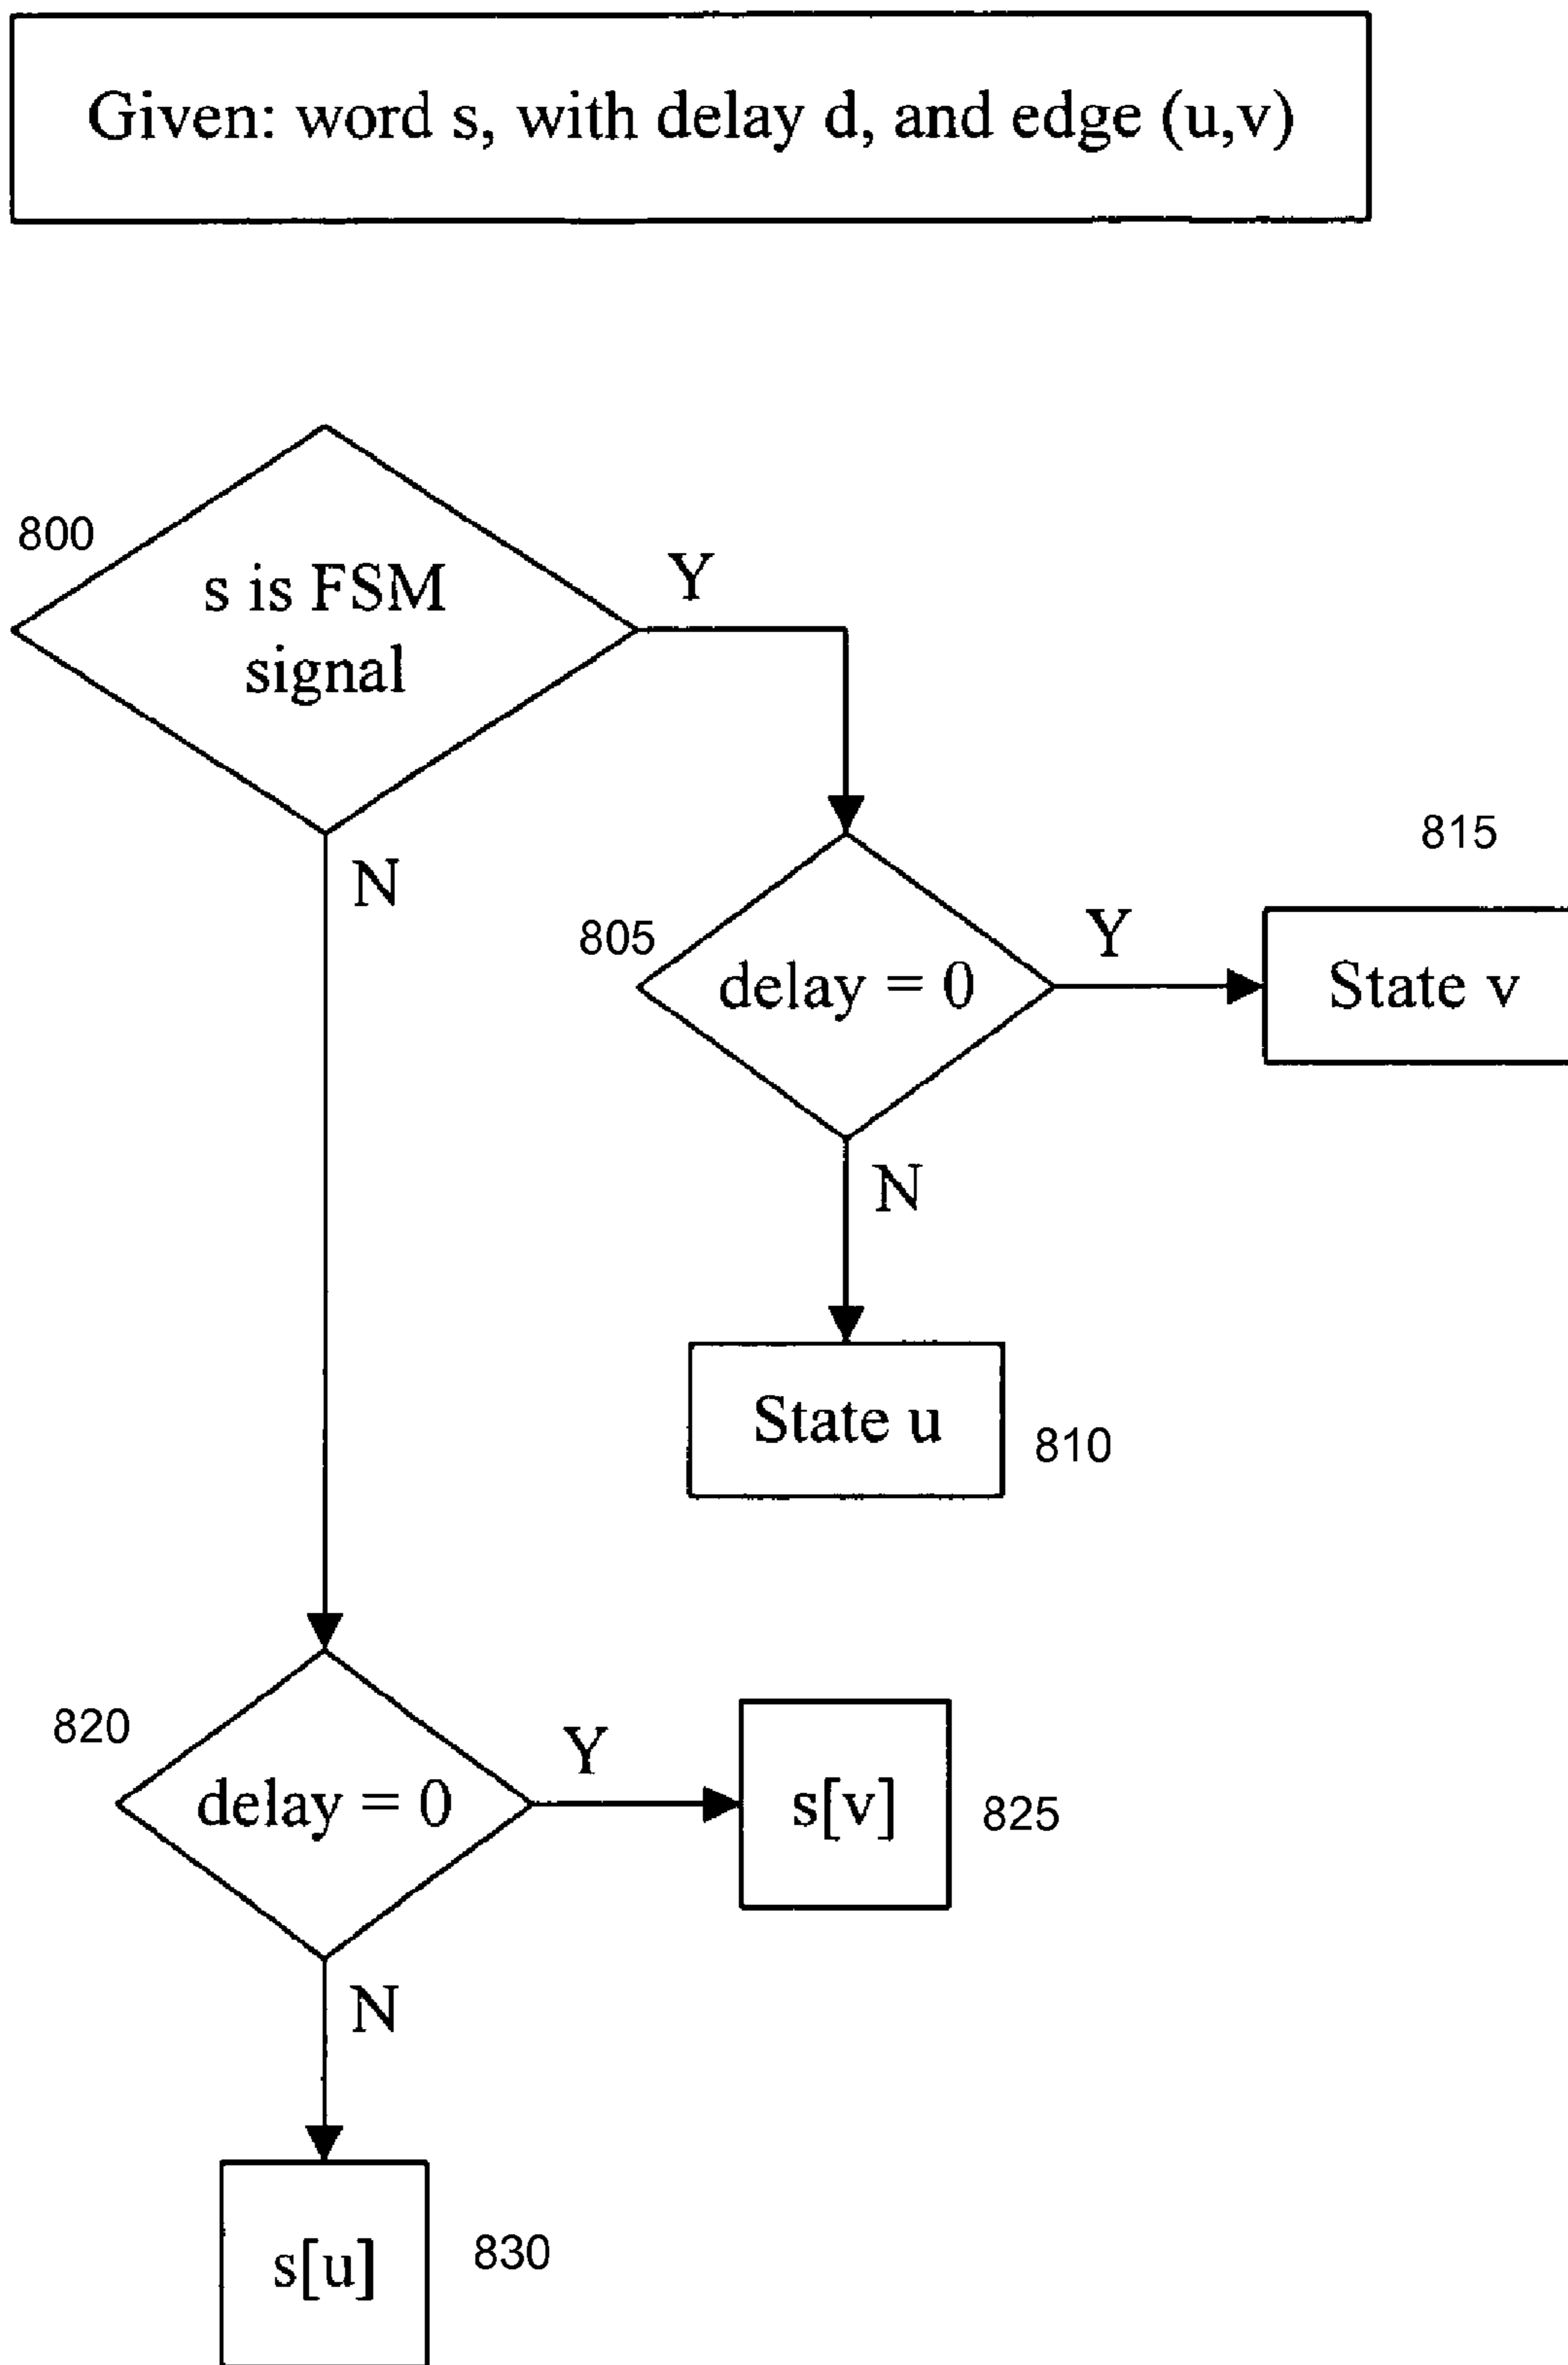 Given: word s, with delay d, and edge (u,v)
800
s is FSM
signal
Y
N
815
805
delay = 0
Y
State v
N
State u
810
820
delay = 0
Y
s[v]
825
N
s[u]
830